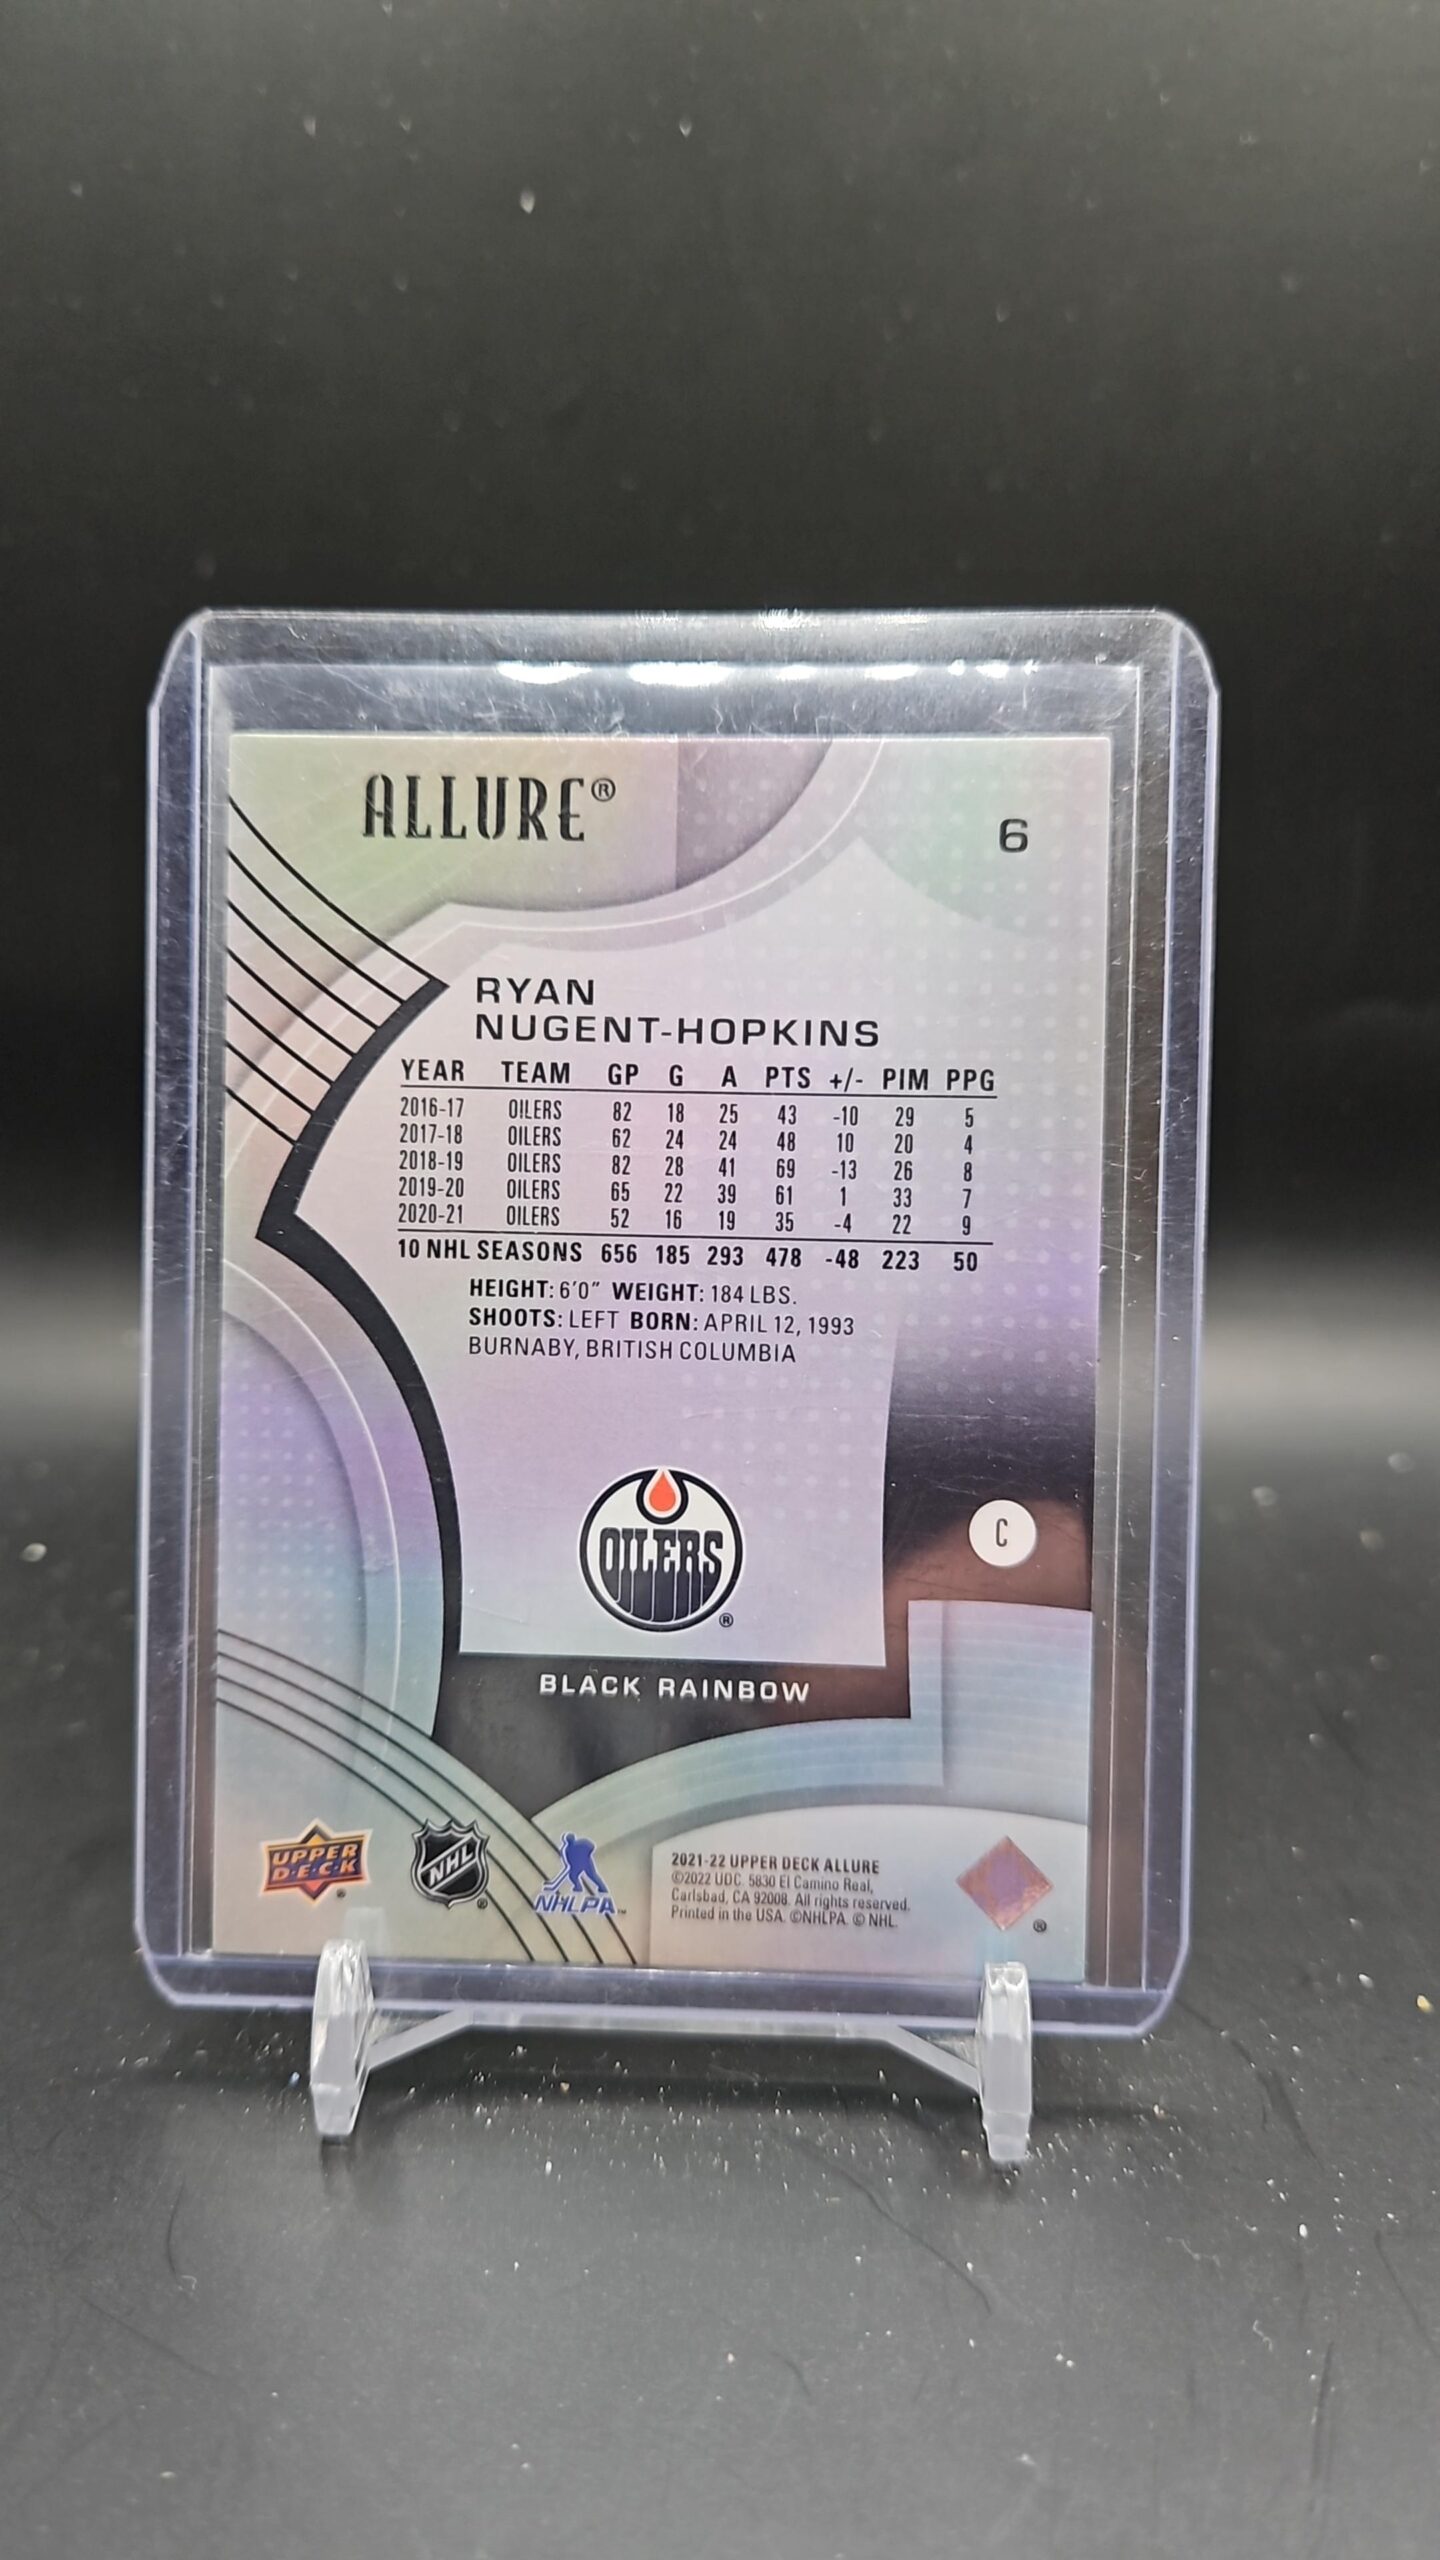 ALLURE®
6
RYAN
NUGENT-HOPKINS
YEAR TEAM GP G A PTS +/- PIM PPG
2016-17 OILERS 82 18 25 43 -10 29 5
2017-18 OILERS 62 24 24 48 10 20 4
2018-19 OILERS 82 28 41 69 -13 26 8
2019-20 OILERS 65 22 39 61 1 33 7
2020-21 OILERS 52 16 19 35 -4 22 9
10 NHL SEASONS 656 185 293 478 -48 223 50
HEIGHT: 6'0" WEIGHT: 184 LBS.
SHOOTS: LEFT BORN: APRIL 12, 1993
BURNABY, BRITISH COLUMBIA
OILERS
®
C
BLACK RAINBOW
UPPER
D·E·C·K
®
NHL
®
NHLPA™
2021-22 UPPER DECK ALLURE
©2022 UDC. 5830 El Camino Real,
Carlsbad, CA 92008. All rights reserved.
Printed in the USA. ©NHLPA. © NHL.
®